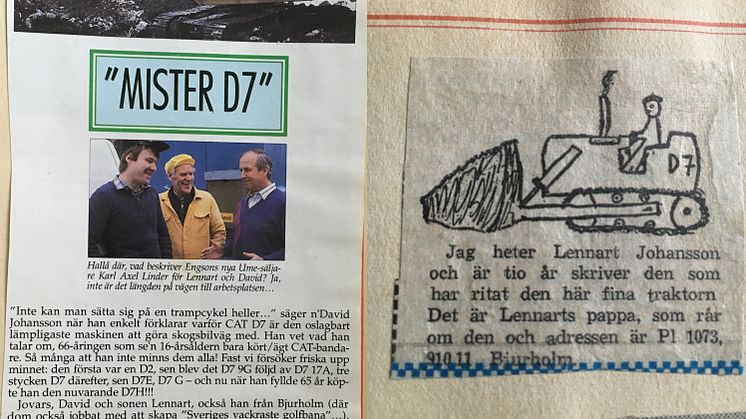 "MISTER D7"
Hallå där, vad beskriver Engsons nya Ume-sälja-
re Karl Axel Linder för Lennart och David? Ja,
inte är det längden på vägen till arbetsplatsen...
"Inte kan man sätta sig på en trampcykel heller..." säger n'David
Johansson när han enkelt förklarar varför CAT D7 är den oslagbart
lämpligaste maskinen att göra skogsbilväg med. Han vet vad han
talar om, 66-åringen som se'n 16-årsåldern bara kört/ägt CAT-banda-
re. Så många att han inte minns dem alla! Fast vi försöker friska upp
minnet: den första var en D2, sen blev det D7 9G följd av D7 17A, tre
stycken D7 därefter, sen D7E, D7 G – och nu när han fyllde 65 år köp-
te han den nuvarande D7H!!!
Jovars, David och sonen Lennart, också han från Bjurholm (där
dom också jobbat med att skapa "Sveriges vackraste golfbana"...),
D7
Jag heter Lennart Johansson
och är tio år skriver den som
har ritat den här fina traktorn
Det är Lennarts pappa, som rår
om den och adressen är Pl 1073,
910 11 Bjurholm